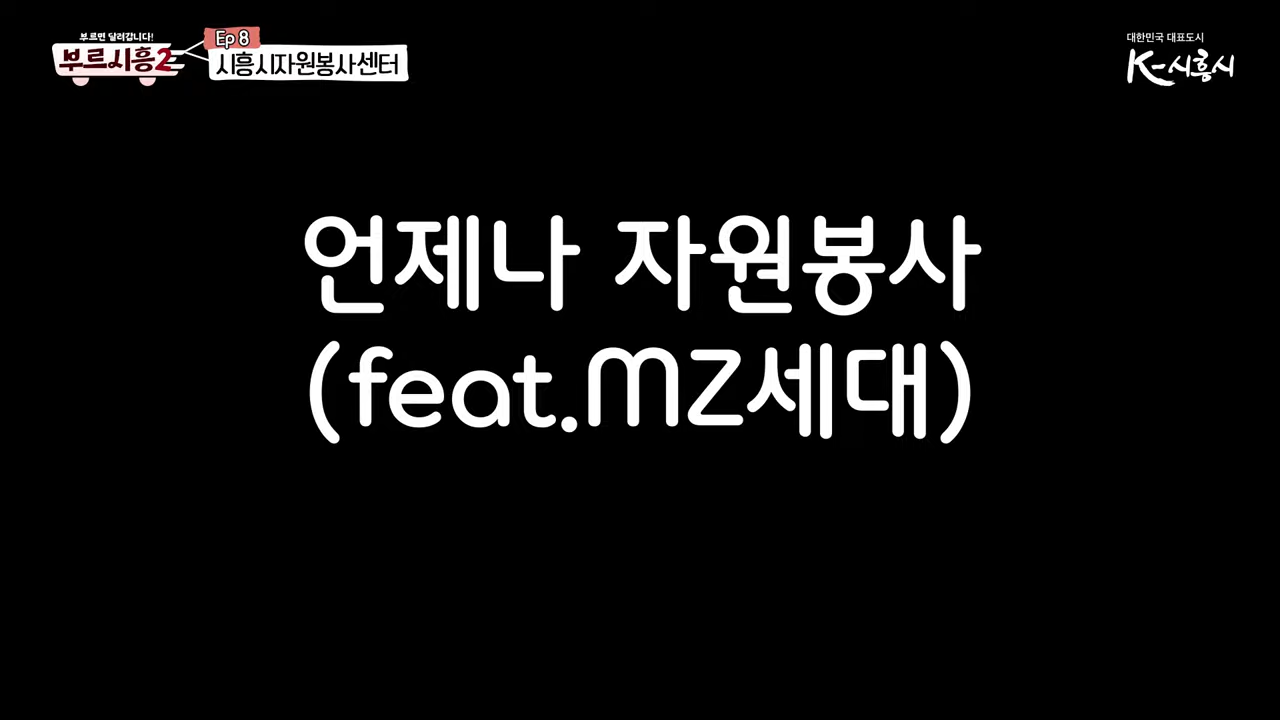 부르면 달려갑니다!
부르시흥2
Ep 8
시흥시자원봉사센터
대한민국 대표도시
K-시흥시
언제나 자원봉사
(feat.MZ세대)